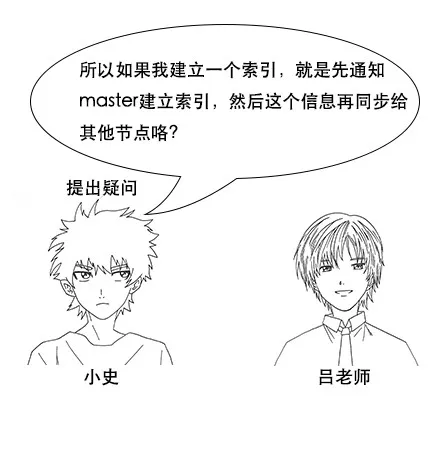 所以如果我建立一个索引，就是先通知
master建立索引，然后这个信息再同步给
其他节点咯？
提出疑问
小史
吕老师